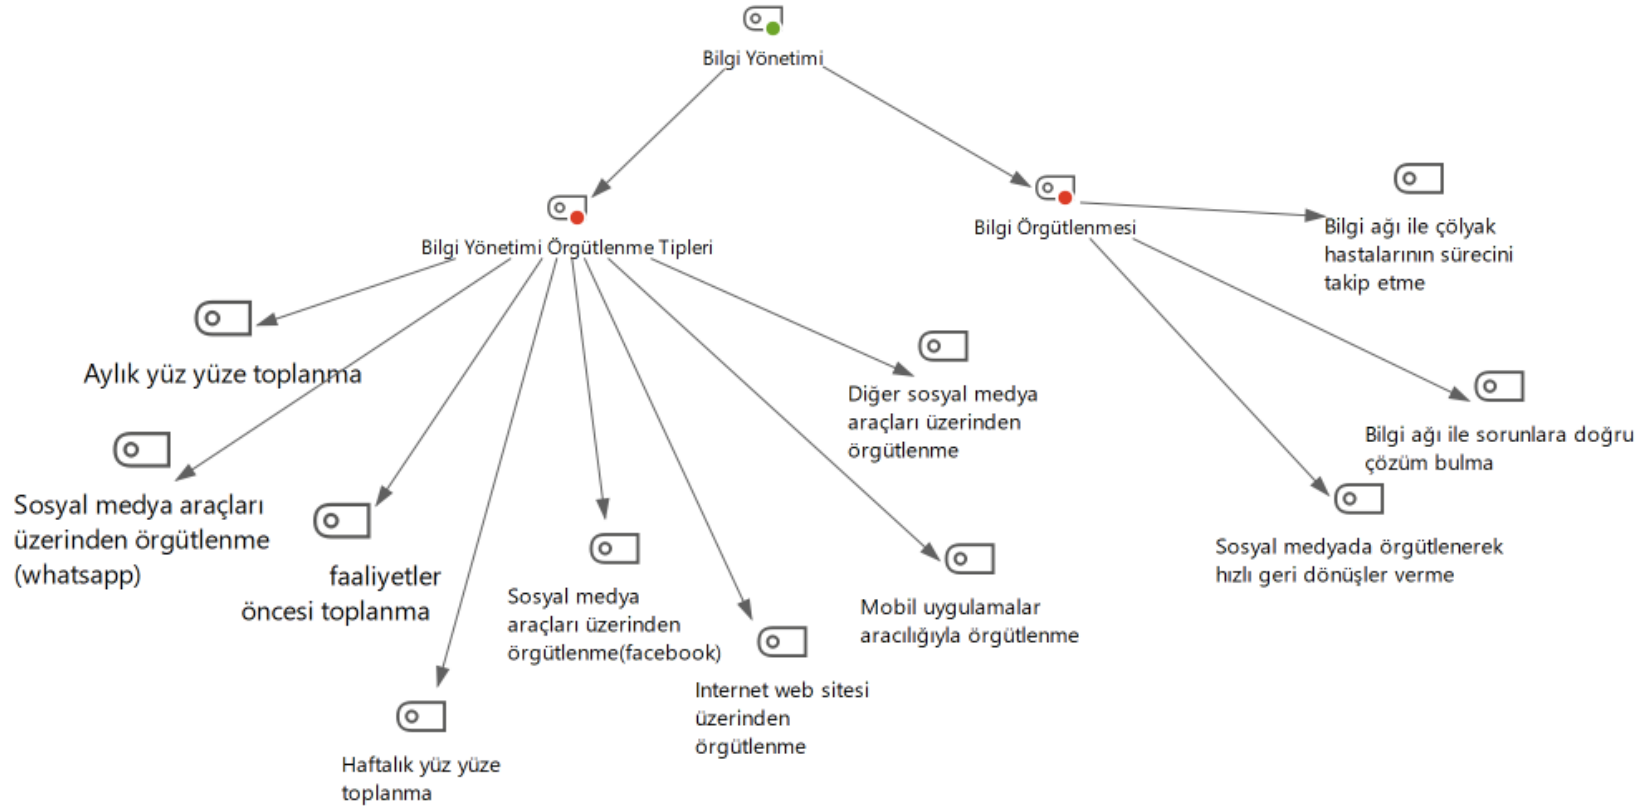 Bilgi Yönetimi
Bilgi Yönetimi Örgütlenme Tipleri
Bilgi Örgütlenmesi
Bilgi ağı ile çölyak
hastalarının sürecini
takip etme
Aylık yüz yüze toplanma
Diğer sosyal medya
araçları üzerinden
örgütlenme
Bilgi ağı ile sorunlara doğru
çözüm bulma
Sosyal medya araçları
üzerinden örgütlenme
(whatsapp)
faaliyetler
öncesi toplanma
Sosyal medya
araçları üzerinden
örgütlenme(facebook)
Mobil uygulamalar
aracılığıyla örgütlenme
Sosyal medyada örgütlenerek
hızlı geri dönüşler verme
Internet web sitesi
üzerinden
örgütlenme
Haftalık yüz yüze
toplanma